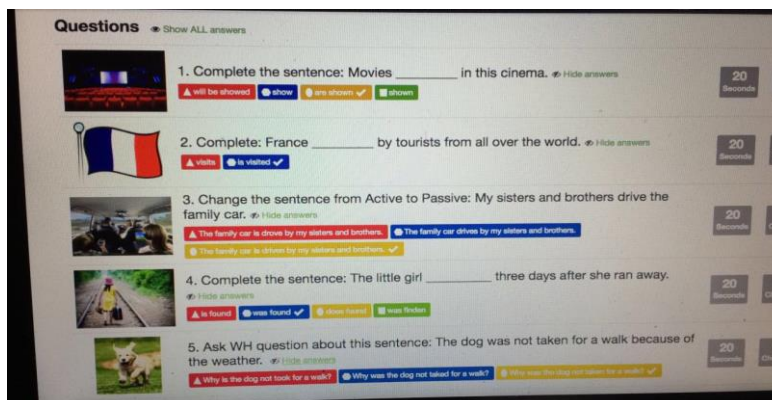 Questions Show ALL answers
1. Complete the sentence: Movies ________ in this cinema. Hide answers
will be showed show are shown shown
20
Seconds
2. Complete: France ________ by tourists from all over the world. Hide answers
visits is visited
20
Seconds
3. Change the sentence from Active to Passive: My sisters and brothers drive the
family car. Hide answers
The family car is drove by my sisters and brothers. The family car driven by my sisters and brothers.
The family car is driven by my sisters and brothers.
20
Seconds
4. Complete the sentence: The little girl ________ three days after she ran away.
Hide answers
is found was found does found was finden
20
Seconds
5. Ask WH question about this sentence: The dog was not taken for a walk because of
the weather. Hide answers
Why is the dog not took for a walk? Why was the dog not taked for a walk? Why was the dog not taken for a walk?
20
Seconds